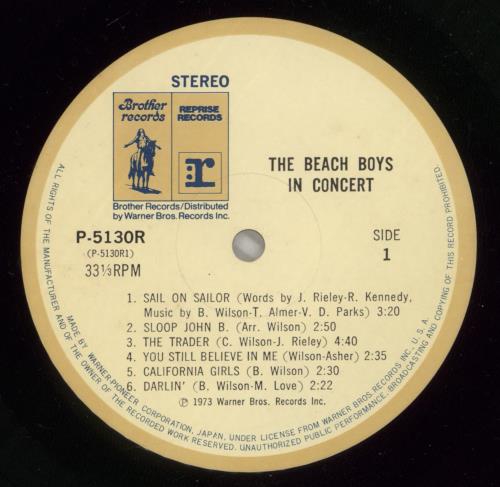 STEREO
Brother
records
REPRISE
RECORDS
r
Brother Records/Distributed
by Warner Bros. Records Inc.
THE BEACH BOYS
IN CONCERT
P-5130R
(P-5130R1)
33⅓RPM
SIDE
1
1. SAIL ON SAILOR (Words by J. Rieley-R. Kennedy,
Music by B. Wilson-T. Almer-V. D. Parks) 3:20
2. SLOOP JOHN B. (Arr. Wilson) 2:50
3. THE TRADER (C. Wilson-J. Rieley) 4:40
4. YOU STILL BELIEVE IN ME (Wilson-Asher) 2:35
5. CALIFORNIA GIRLS (B. Wilson) 2:30
6. DARLIN' (B. Wilson-M. Love) 2:22
℗ 1973 Warner Bros. Records Inc.
ALL RIGHTS OF THE MANUFACTURER AND OF THE OWNER OF THE RECORDED WORK RESERVED. UNAUTHORIZED PUBLIC PERFORMANCE, BROADCASTING AND COPYING OF THIS RECORD PROHIBITED.
MADE BY WARNER-PIONEER CORPORATION, JAPAN, UNDER LICENSE FROM WARNER BROS. RECORDS INC., U. S. A.